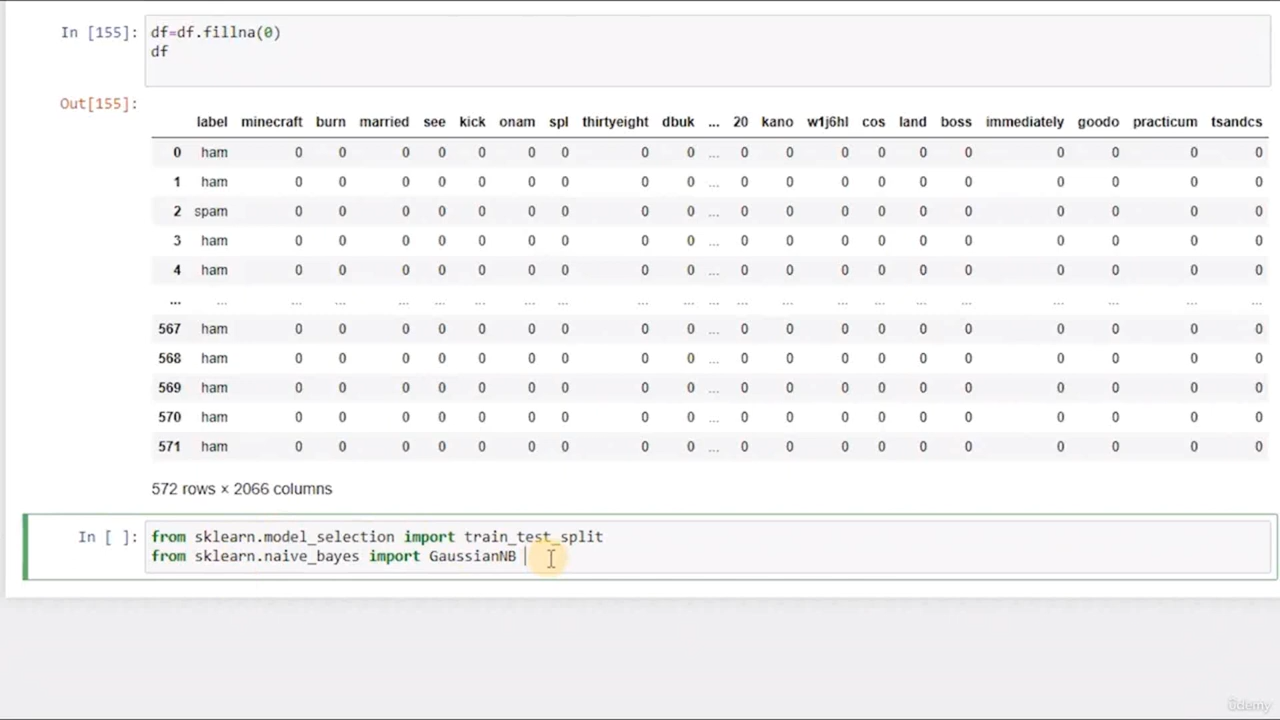 In [155]: df=df.fillna(0)
df
Out[155]:
label minecraft burn married see kick onam spl thirtyeight dbuk ... 20 kano w1j6hl cos land boss immediately goodo practicum tsandcs
0 ham 0 0 0 0 0 0 0 0 0 ... 0 0 0 0 0 0 0 0 0 0
1 ham 0 0 0 0 0 0 0 0 0 ... 0 0 0 0 0 0 0 0 0 0
2 spam 0 0 0 0 0 0 0 0 0 ... 0 0 0 0 0 0 0 0 0 0
3 ham 0 0 0 0 0 0 0 0 0 ... 0 0 0 0 0 0 0 0 0 0
4 ham 0 0 0 0 0 0 0 0 0 ... 0 0 0 0 0 0 0 0 0 0
... ... ... ... ... ... ... ... ... ... ... ... ... ... ... ... ... ... ... ... ... ...
567 ham 0 0 0 0 0 0 0 0 0 ... 0 0 0 0 0 0 0 0 0 0
568 ham 0 0 0 0 0 0 0 0 0 ... 0 0 0 0 0 0 0 0 0 0
569 ham 0 0 0 0 0 0 0 0 0 ... 0 0 0 0 0 0 0 0 0 0
570 ham 0 0 0 0 0 0 0 0 0 ... 0 0 0 0 0 0 0 0 0 0
571 ham 0 0 0 0 0 0 0 0 0 ... 0 0 0 0 0 0 0 0 0 0
572 rows × 2066 columns
In [ ]: from sklearn.model_selection import train_test_split
from sklearn.naive_bayes import GaussianNB
ûdemy